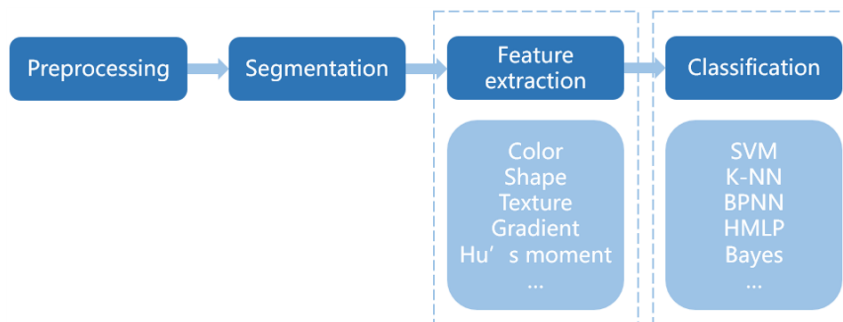 Preprocessing
Segmentation
Feature
extraction
Classification
Color
Shape
Texture
Gradient
Hu’s moment
...
SVM
K-NN
BPNN
HMLP
Bayes
...